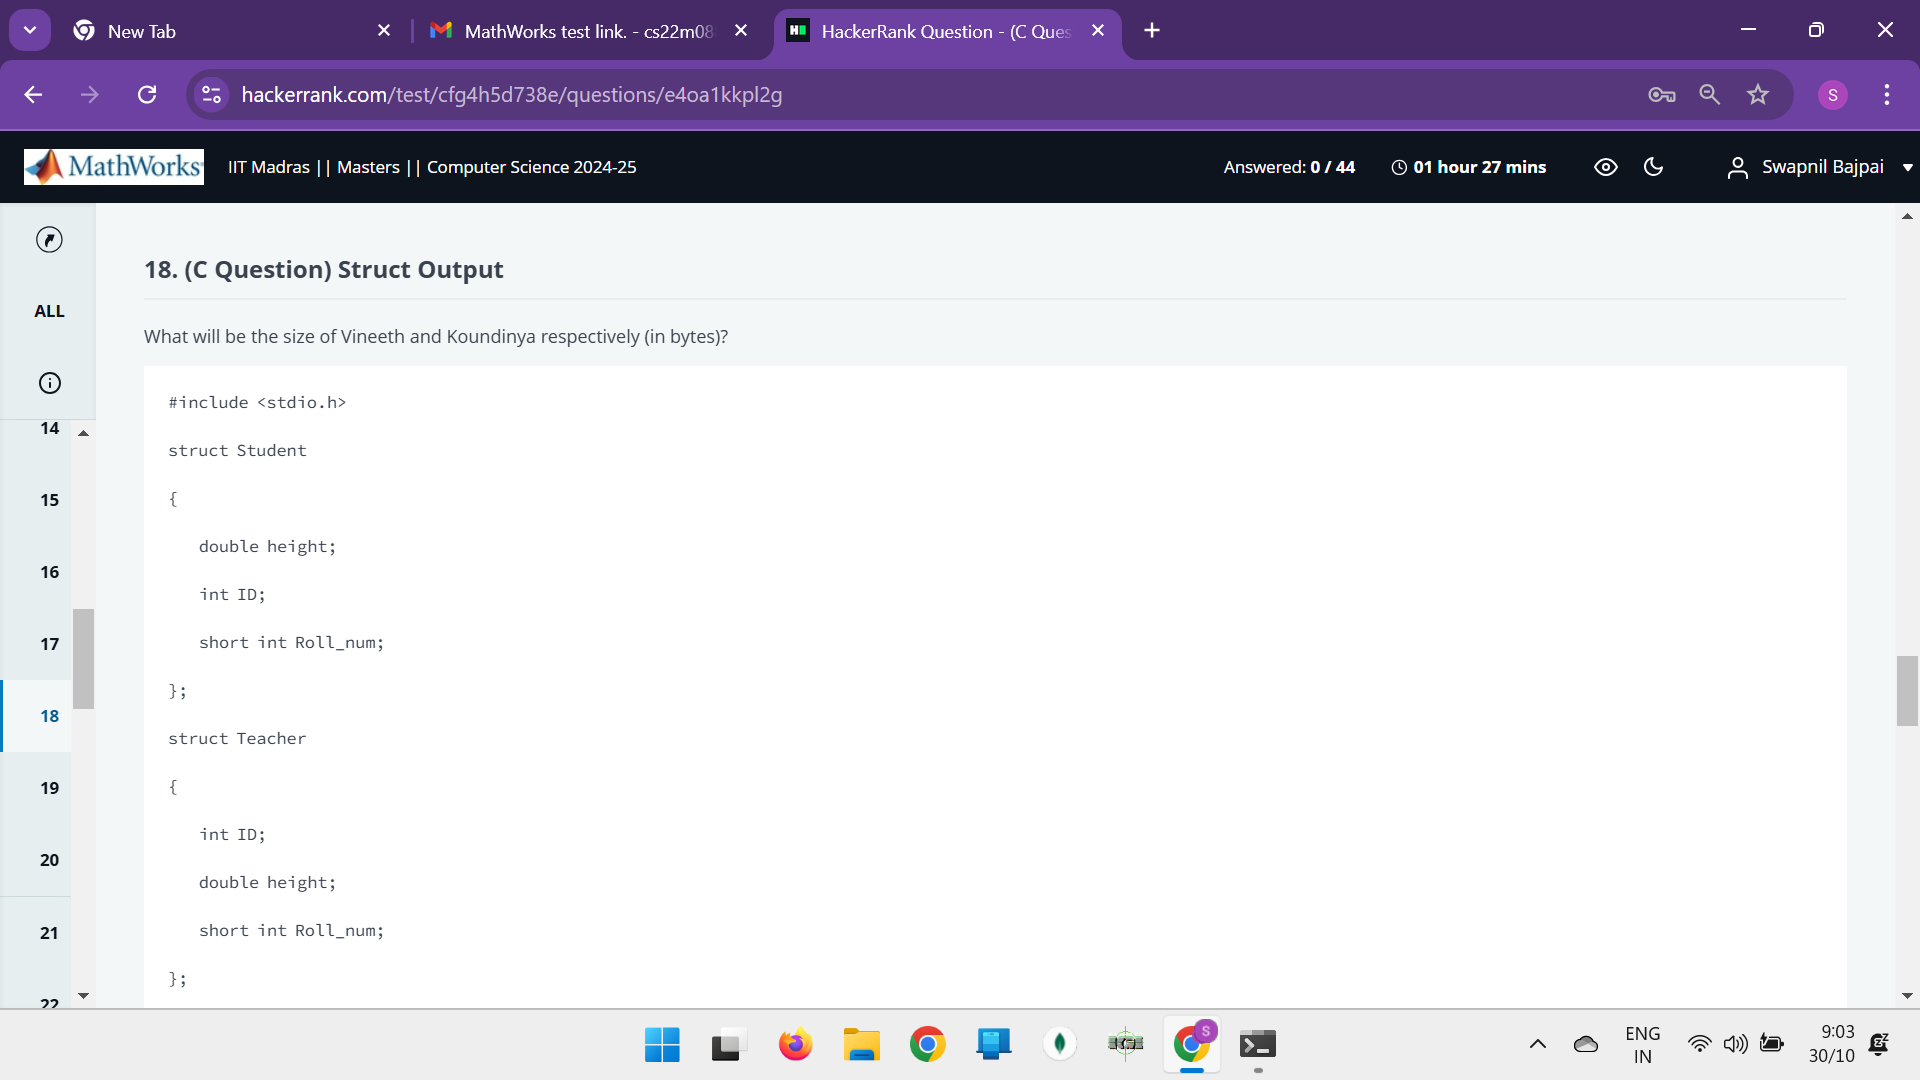 New Tab
MathWorks test link. - cs22m08
HackerRank Question - (C Ques
hackerrank.com/test/cfg4h5d738e/questions/e4oa1kkpl2g
S
MathWorks
IIT Madras || Masters || Computer Science 2024-25
Answered: 0 / 44
01 hour 27 mins
Swapnil Bajpai
ALL
14
15
16
17
18
19
20
21
22
18. (C Question) Struct Output
What will be the size of Vineeth and Koundinya respectively (in bytes)?
#include <stdio.h>
struct Student
{
double height;
int ID;
short int Roll_num;
};
struct Teacher
{
int ID;
double height;
short int Roll_num;
};
S
ENG
IN
9:03
30/10